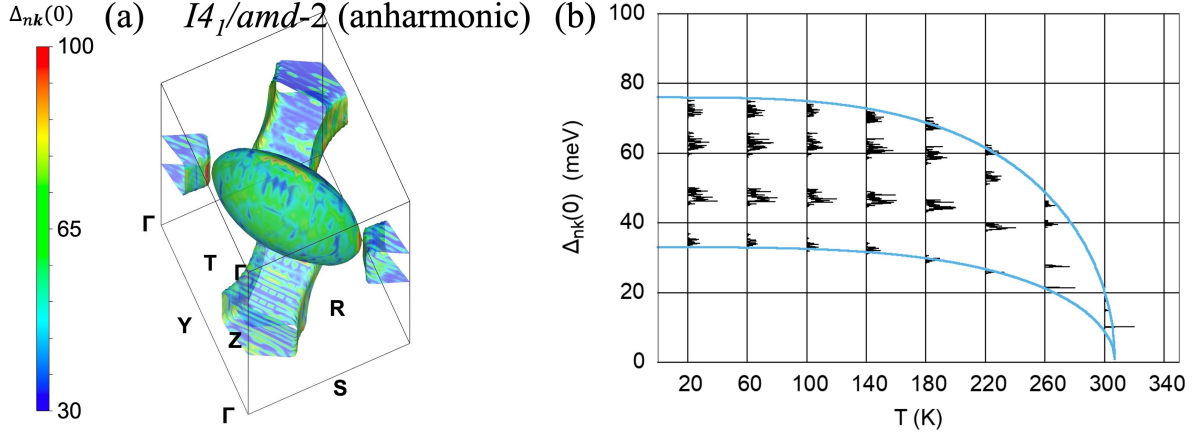 Δnk(0) (a) I4₁/amd-2 (anharmonic)
100
65
30
Γ
T
Γ
Y
Z
R
S
Γ
(b)
100
80
60
40
20
0
Δnk(0) (meV)
20 60 100 140 180 220 260 300 340
T (K)